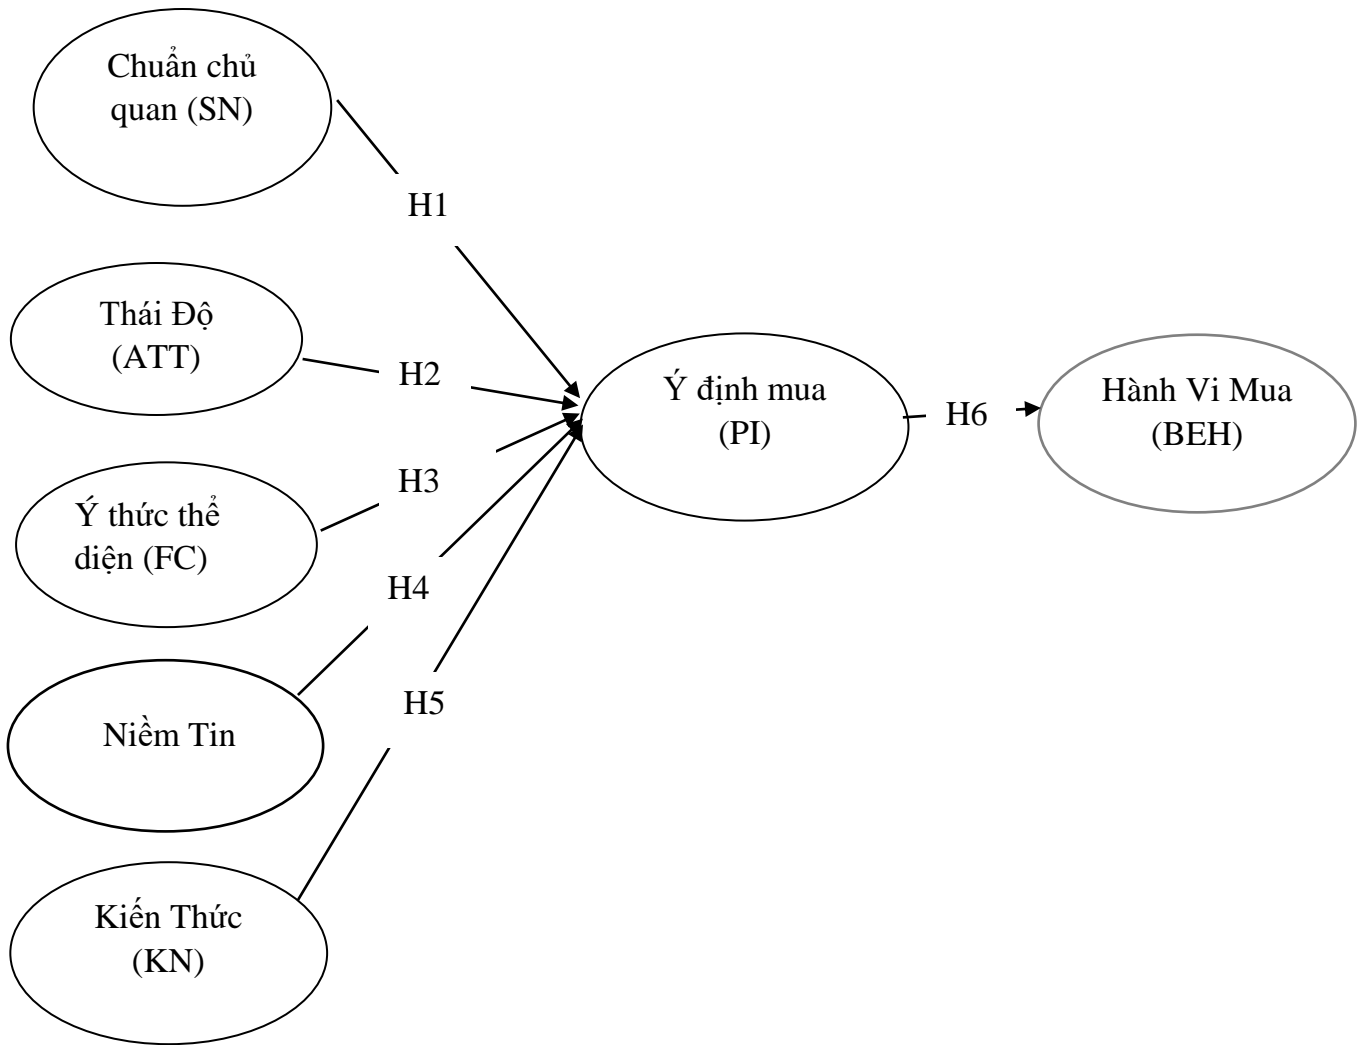 Chuẩn chủ
quan (SN)
H1
Thái Độ
(ATT)
H2
Ý định mua
(PI)
H6
Hành Vi Mua
(BEH)
H3
Ý thức thể
diện (FC)
H4
Niềm Tin
H5
Kiến Thức
(KN)